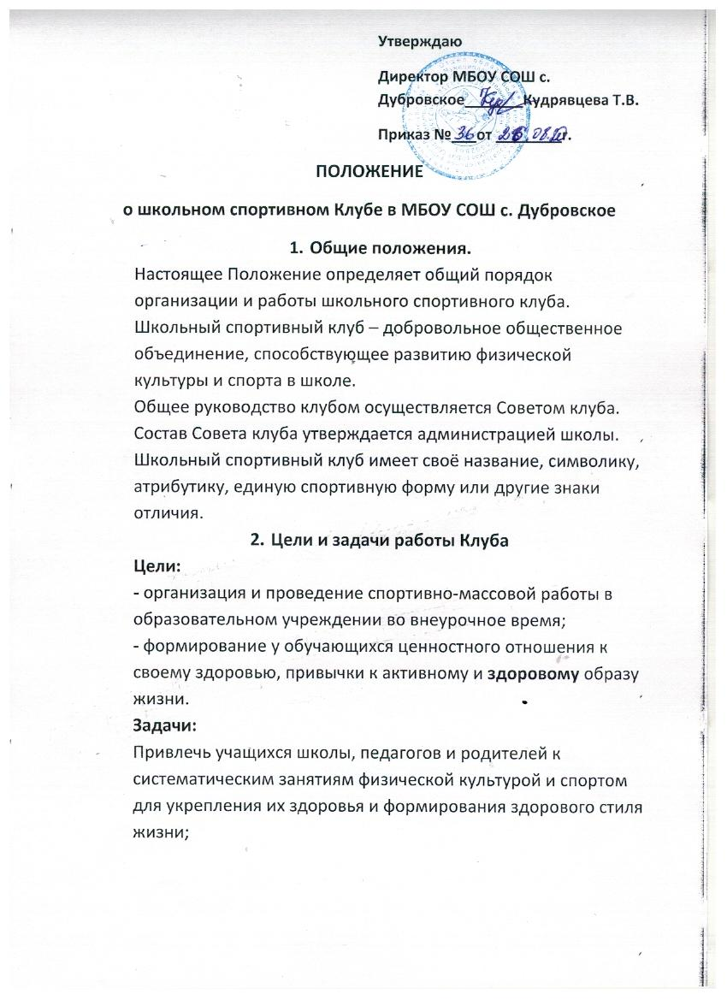 Утверждаю
Директор МБОУ СОШ с.
Дубровское Кудрявцева Т.В.
Приказ № 36 от г.
ПОЛОЖЕНИЕ
о школьном спортивном Клубе в МБОУ СОШ с. Дубровское
1. Общие положения.
Настоящее Положение определяет общий порядок
организации и работы школьного спортивного клуба.
Школьный спортивный клуб – добровольное общественное
объединение, способствующее развитию физической
культуры и спорта в школе.
Общее руководство клубом осуществляется Советом клуба.
Состав Совета клуба утверждается администрацией школы.
Школьный спортивный клуб имеет своё название, символику,
атрибутику, единую спортивную форму или другие знаки
отличия.
2. Цели и задачи работы Клуба
Цели:
- организация и проведение спортивно-массовой работы в
образовательном учреждении во внеурочное время;
- формирование у обучающихся ценностного отношения к
своему здоровью, привычки к активному и здоровому образу
жизни.
Задачи:
Привлечь учащихся школы, педагогов и родителей к
систематическим занятиям физической культурой и спортом
для укрепления их здоровья и формирования здорового стиля
жизни;